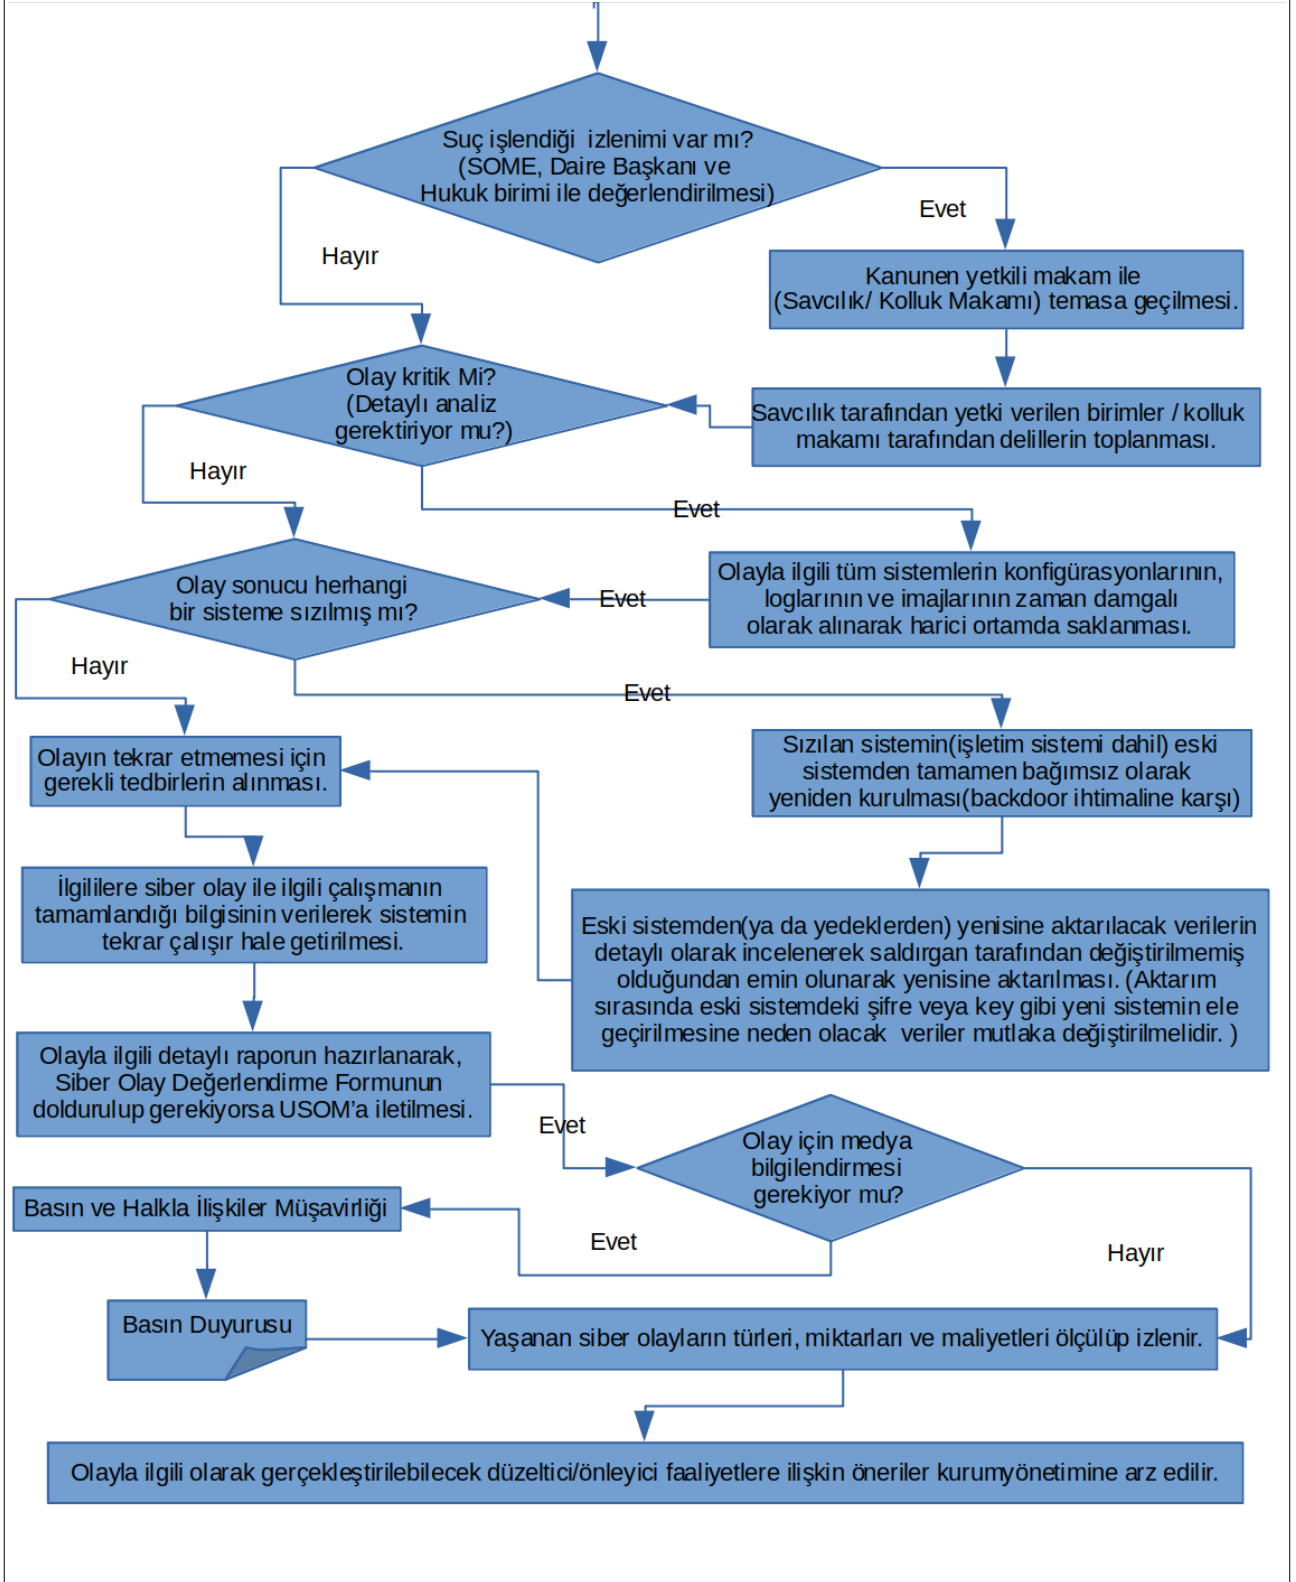 Suç işlendiği izlenimi var mı?
(SOME, Daire Başkanı ve
Hukuk birimi ile değerlendirilmesi)
Evet
Hayır
Kanunen yetkili makam ile
(Savcılık/ Kolluk Makamı) temasa geçilmesi.
Olay kritik Mi?
(Detaylı analiz
gerektiriyor mu?)
Savcılık tarafından yetki verilen birimler / kolluk
makamı tarafından delillerin toplanması.
Hayır
Evet
Olayla ilgili tüm sistemlerin konfigürasyonlarının,
loglarının ve imajlarının zaman damgalı
olarak alınarak harici ortamda saklanması.
Evet
Olay sonucu herhangi
bir sisteme sızılmış mı?
Hayır
Evet
Sızılan sistemin(işletim sistemi dahil) eski
sistemden tamamen bağımsız olarak
yeniden kurulması(backdoor ihtimaline karşı)
Olayın tekrar etmemesi için
gerekli tedbirlerin alınması.
İlgililere siber olay ile ilgili çalışmanın
tamamlandığı bilgisinin verilerek sistemin
tekrar çalışır hale getirilmesi.
Eski sistemden(ya da yedeklerden) yenisine aktarılacak verilerin
detaylı olarak incelenerek saldırgan tarafından değiştirilmemiş
olduğundan emin olunarak yenisine aktarılması. (Aktarım
sırasında eski sistemdeki şifre veya key gibi yeni sistemin ele
geçirilmesine neden olacak veriler mutlaka değiştirilmelidir. )
Olayla ilgili detaylı raporun hazırlanarak,
Siber Olay Değerlendirme Formunun
doldurulup gerekiyorsa USOM’a iletilmesi.
Evet
Olay için medya
bilgilendirmesi
gerekiyor mu?
Basın ve Halkla İlişkiler Müşavirliği
Evet
Hayır
Basın Duyurusu
Yaşanan siber olayların türleri, miktarları ve maliyetleri ölçülüp izlenir.
Olayla ilgili olarak gerçekleştirilebilecek düzeltici/önleyici faaliyetlere ilişkin öneriler kurumyönetimine arz edilir.